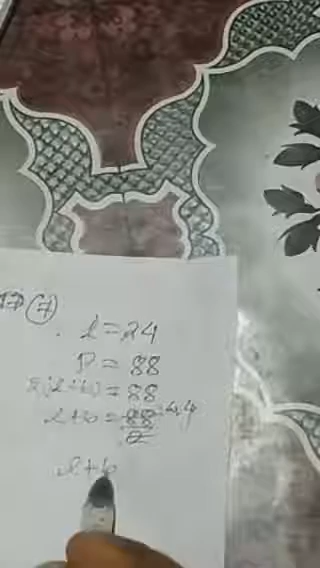 7
l = 24
P = 88
2(l+b) = 88
l+b = 88/2 = 44
l+b